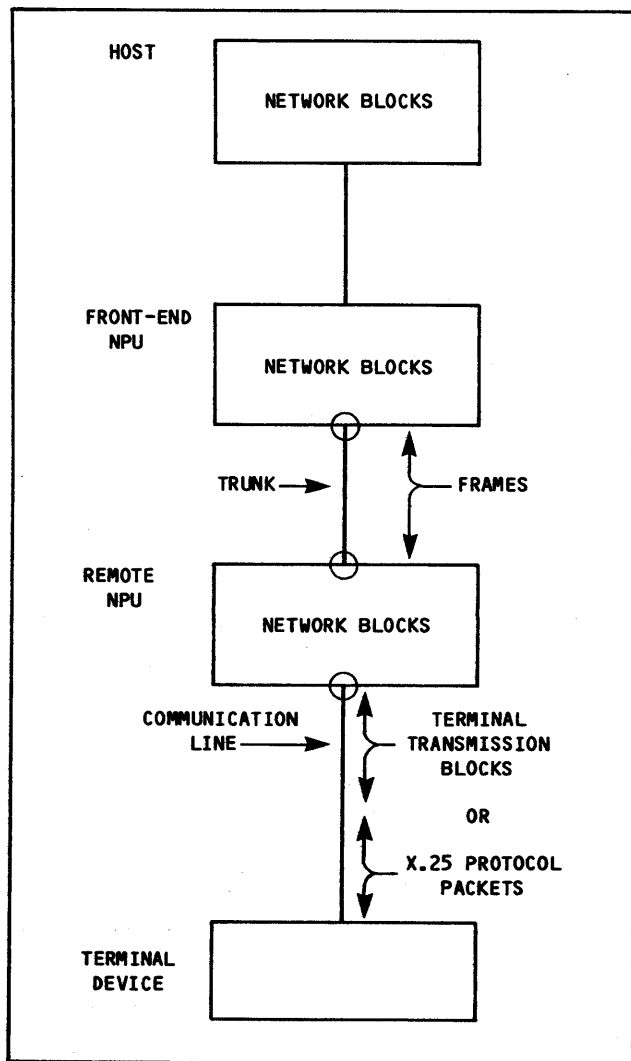 HOST
NETWORK BLOCKS
FRONT-END
NPU
NETWORK BLOCKS
TRUNK
FRAMES
REMOTE
NPU
NETWORK BLOCKS
COMMUNICATION
LINE
TERMINAL
TRANSMISSION
BLOCKS
OR
X.25 PROTOCOL
PACKETS
TERMINAL
DEVICE